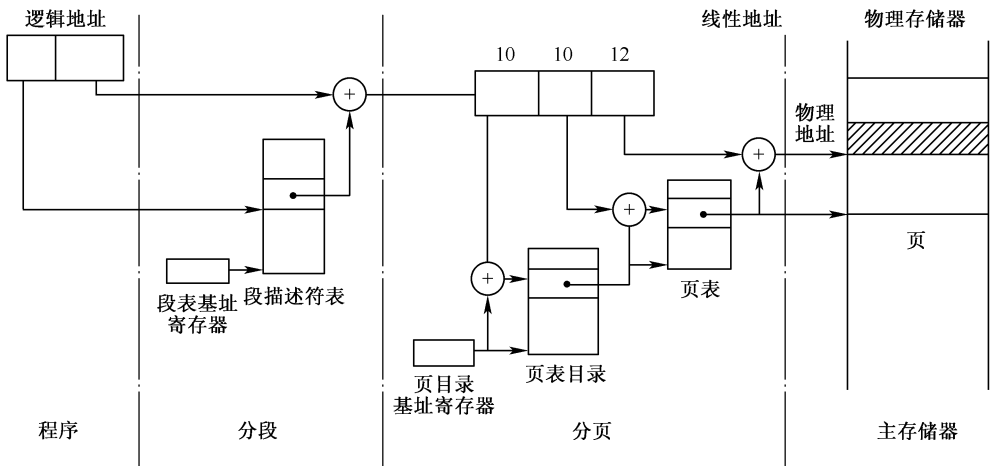 逻辑地址
线性地址
物理存储器
10
10
12
+
物理
地址
+
+
+
页
段表基址
寄存器
段描述符表
页表
页目录
基址寄存器
页表目录
程序
分段
分页
主存储器